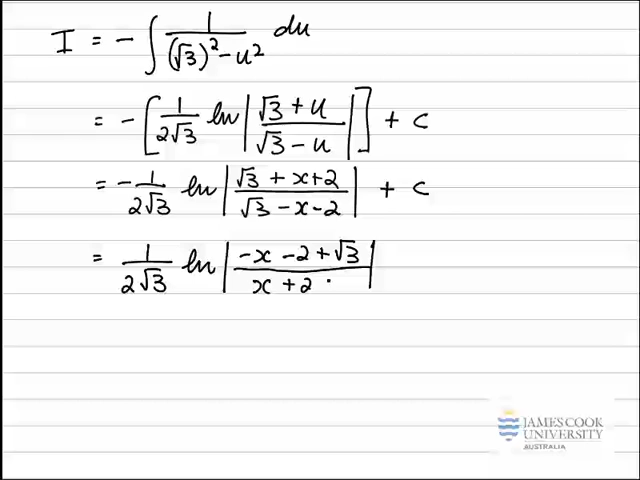 I = - ∫ 1/((√3)² - u²) du
= - [ 1/(2√3) ln | (√3 + u)/(√3 - u) | ] + c
= - 1/(2√3) ln | (√3 + x + 2)/(√3 - x - 2) | + c
= 1/(2√3) ln | (-x - 2 + √3)/(x + 2 ·) |
JAMES COOK
UNIVERSITY
AUSTRALIA